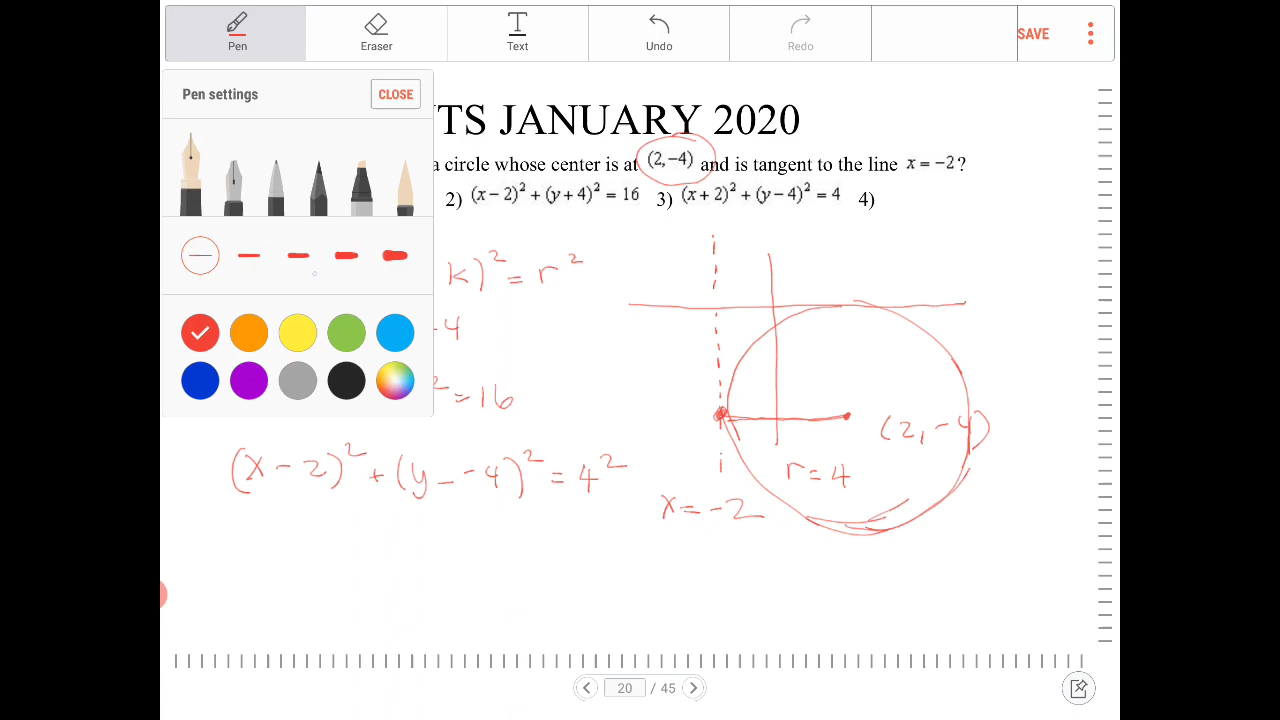 Pen Eraser Text Undo Redo SAVE
Pen settings CLOSE
TS JANUARY 2020
a circle whose center is at (2,−4) and is tangent to the line x = −2?
2) (x−2)² + (y+4)² = 16 3) (x+2)² + (y−4)² = 4 4)
k)² = r²
-4
² = 16
(x - 2)² + (y - -4)² = 4²
(2, -4)
r = 4
x = -2
20 / 45